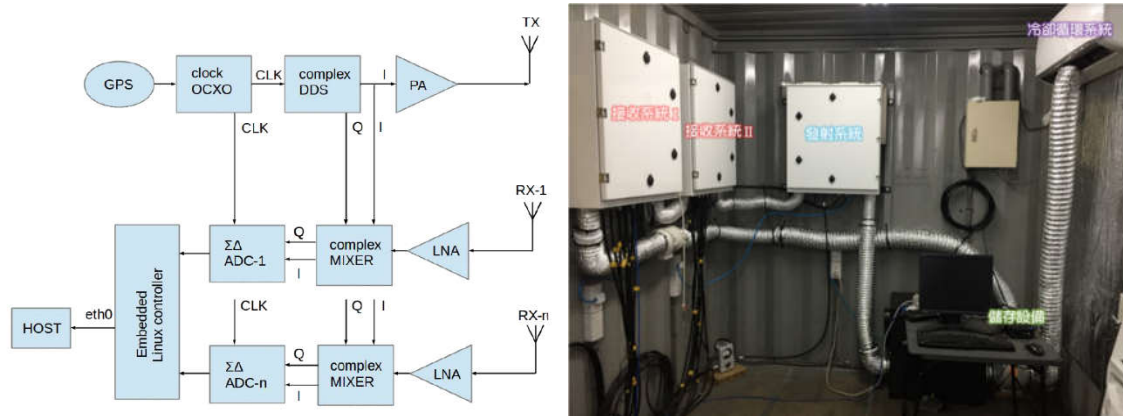 TX
GPS
clock
OCXO
CLK
complex
DDS
I
PA
CLK
Q
I
RX-1
Embedded
Linux controller
ΣΔ
ADC-1
Q
I
complex
MIXER
LNA
HOST
eth0
CLK
Q
I
RX-n
ΣΔ
ADC-n
Q
I
complex
MIXER
LNA
冷卻循環系統
接收系統 I
接收系統 II
發射系統
儲存設備